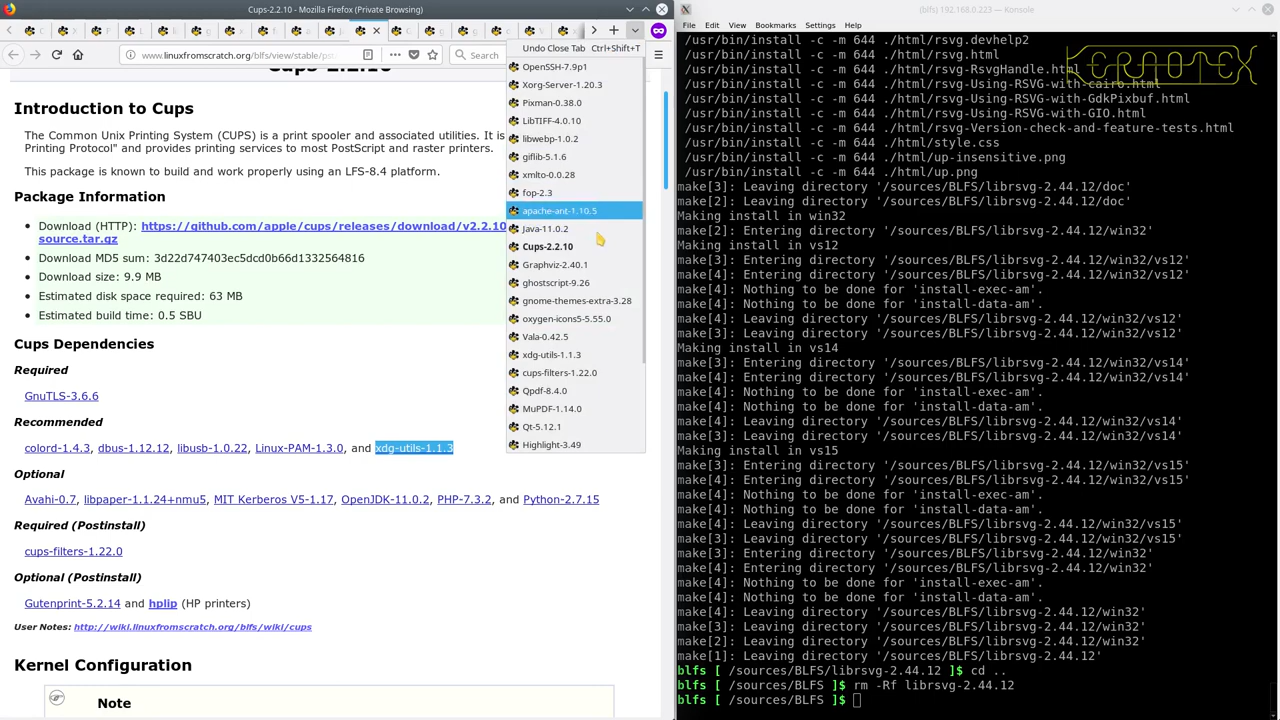 Cups-2.2.10 - Mozilla Firefox (Private Browsing)
www.linuxfromscratch.org/blfs/view/stable/pst
Search
Introduction to Cups
The Common Unix Printing System (CUPS) is a print spooler and associated utilities. It is
Printing Protocol" and provides printing services to most PostScript and raster printers.
This package is known to build and work properly using an LFS-8.4 platform.
Package Information
Download (HTTP): https://github.com/apple/cups/releases/download/v2.2.10
source.tar.gz
Download MD5 sum: 3d22d747403ec5dcd0b66d1332564816
Download size: 9.9 MB
Estimated disk space required: 63 MB
Estimated build time: 0.5 SBU
Cups Dependencies
Required
GnuTLS-3.6.6
Recommended
colord-1.4.3, dbus-1.12.12, libusb-1.0.22, Linux-PAM-1.3.0, and xdg-utils-1.1.3
Optional
Avahi-0.7, libpaper-1.1.24+nmu5, MIT Kerberos V5-1.17, OpenJDK-11.0.2, PHP-7.3.2, and Python-2.7.15
Required (Postinstall)
cups-filters-1.22.0
Optional (Postinstall)
Gutenprint-5.2.14 and hplip (HP printers)
User Notes: http://wiki.linuxfromscratch.org/blfs/wiki/cups
Kernel Configuration
Note
Undo Close Tab Ctrl+Shift+T
OpenSSH-7.9p1
Xorg-Server-1.20.3
Pixman-0.38.0
LibTIFF-4.0.10
libwebp-1.0.2
giflib-5.1.6
xmlto-0.0.28
fop-2.3
apache-ant-1.10.5
Java-11.0.2
Cups-2.2.10
Graphviz-2.40.1
ghostscript-9.26
gnome-themes-extra-3.28
oxygen-icons5-5.55.0
Vala-0.42.5
xdg-utils-1.1.3
cups-filters-1.22.0
Qpdf-8.4.0
MuPDF-1.14.0
Qt-5.12.1
Highlight-3.49
(blfs) 192.168.0.223 — Konsole
File Edit View Bookmarks Settings Help
KERNOTEX
/usr/bin/install -c -m 644 ./html/rsvg.devhelp2
/usr/bin/install -c -m 644 ./html/rsvg.html
/usr/bin/install -c -m 644 ./html/rsvg-RsvgHandle.html
/usr/bin/install -c -m 644 ./html/rsvg-Using-RSVG-with-cairo.html
/usr/bin/install -c -m 644 ./html/rsvg-Using-RSVG-with-GdkPixbuf.html
/usr/bin/install -c -m 644 ./html/rsvg-Using-RSVG-with-GIO.html
/usr/bin/install -c -m 644 ./html/rsvg-Version-check-and-feature-tests.html
/usr/bin/install -c -m 644 ./html/style.css
/usr/bin/install -c -m 644 ./html/up-insensitive.png
/usr/bin/install -c -m 644 ./html/up.png
make[3]: Leaving directory '/sources/BLFS/librsvg-2.44.12/doc'
make[2]: Leaving directory '/sources/BLFS/librsvg-2.44.12/doc'
Making install in win32
make[2]: Entering directory '/sources/BLFS/librsvg-2.44.12/win32'
Making install in vs12
make[3]: Entering directory '/sources/BLFS/librsvg-2.44.12/win32/vs12'
make[4]: Entering directory '/sources/BLFS/librsvg-2.44.12/win32/vs12'
make[4]: Nothing to be done for 'install-exec-am'.
make[4]: Nothing to be done for 'install-data-am'.
make[4]: Leaving directory '/sources/BLFS/librsvg-2.44.12/win32/vs12'
make[3]: Leaving directory '/sources/BLFS/librsvg-2.44.12/win32/vs12'
Making install in vs14
make[3]: Entering directory '/sources/BLFS/librsvg-2.44.12/win32/vs14'
make[4]: Entering directory '/sources/BLFS/librsvg-2.44.12/win32/vs14'
make[4]: Nothing to be done for 'install-exec-am'.
make[4]: Nothing to be done for 'install-data-am'.
make[4]: Leaving directory '/sources/BLFS/librsvg-2.44.12/win32/vs14'
make[3]: Leaving directory '/sources/BLFS/librsvg-2.44.12/win32/vs14'
Making install in vs15
make[3]: Entering directory '/sources/BLFS/librsvg-2.44.12/win32/vs15'
make[4]: Entering directory '/sources/BLFS/librsvg-2.44.12/win32/vs15'
make[4]: Nothing to be done for 'install-exec-am'.
make[4]: Nothing to be done for 'install-data-am'.
make[4]: Leaving directory '/sources/BLFS/librsvg-2.44.12/win32/vs15'
make[3]: Leaving directory '/sources/BLFS/librsvg-2.44.12/win32/vs15'
make[3]: Entering directory '/sources/BLFS/librsvg-2.44.12/win32'
make[4]: Entering directory '/sources/BLFS/librsvg-2.44.12/win32'
make[4]: Nothing to be done for 'install-exec-am'.
make[4]: Nothing to be done for 'install-data-am'.
make[4]: Leaving directory '/sources/BLFS/librsvg-2.44.12/win32'
make[3]: Leaving directory '/sources/BLFS/librsvg-2.44.12/win32'
make[2]: Leaving directory '/sources/BLFS/librsvg-2.44.12/win32'
make[1]: Leaving directory '/sources/BLFS/librsvg-2.44.12'
blfs [ /sources/BLFS/librsvg-2.44.12 ]$ cd ..
blfs [ /sources/BLFS ]$ rm -Rf librsvg-2.44.12
blfs [ /sources/BLFS ]$